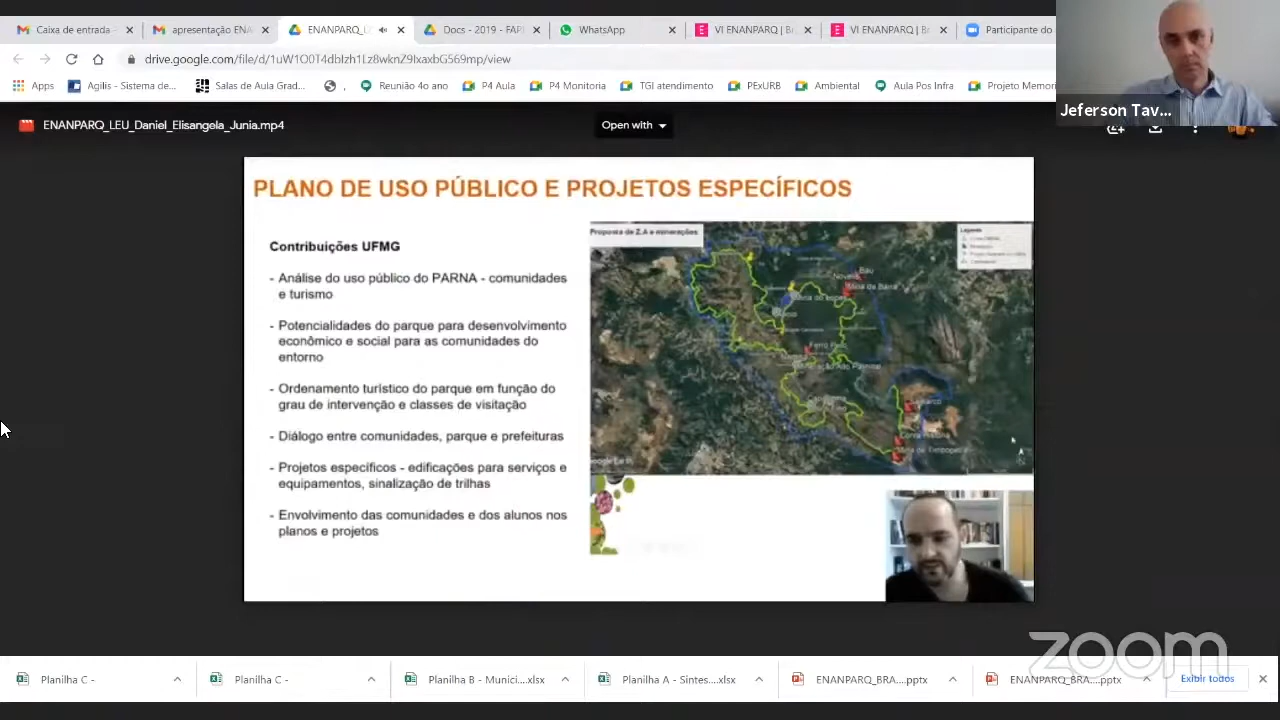 Caixa de entrada -
apresentação ENA
ENANPARQ_L
Docs - 2019 - FAP
WhatsApp
VI ENANPARQ | B
VI ENANPARQ | B
Participante do
drive.google.com/file/d/1uW1O0T4dbIzh1Lz8wknZ9IxaxbG569mp/view
Apps
Agilis - Sistema de...
Salas de Aula Grad...
Reunião 4o ano
P4 Aula
P4 Monitoria
TGI atendimento
PExURB
Ambiental
Aula Pos Infra
Projeto Memor
Jeferson Tav...
ENANPARQ_LEU_Daniel_Elisangela_Junia.mp4
Open with
PLANO DE USO PÚBLICO E PROJETOS ESPECÍFICOS
Contribuições UFMG
- Análise do uso público do PARNA - comunidades
e turismo
- Potencialidades do parque para desenvolvimento
econômico e social para as comunidades do
entorno
- Ordenamento turístico do parque em função do
grau de intervenção e classes de visitação
- Diálogo entre comunidades, parque e prefeituras
- Projetos específicos - edificações para serviços e
equipamentos, sinalização de trilhas
- Envolvimento das comunidades e dos alunos nos
planos e projetos
Proposta de Z.A e minerações
Baú
Google Earth
zoom
Planilha C -
Planilha C -
Planilha B - Munici....xlsx
Planilha A - Sintes....xlsx
ENANPARQ_BRA....pptx
ENANPARQ_BRA....pptx
Exibir todos